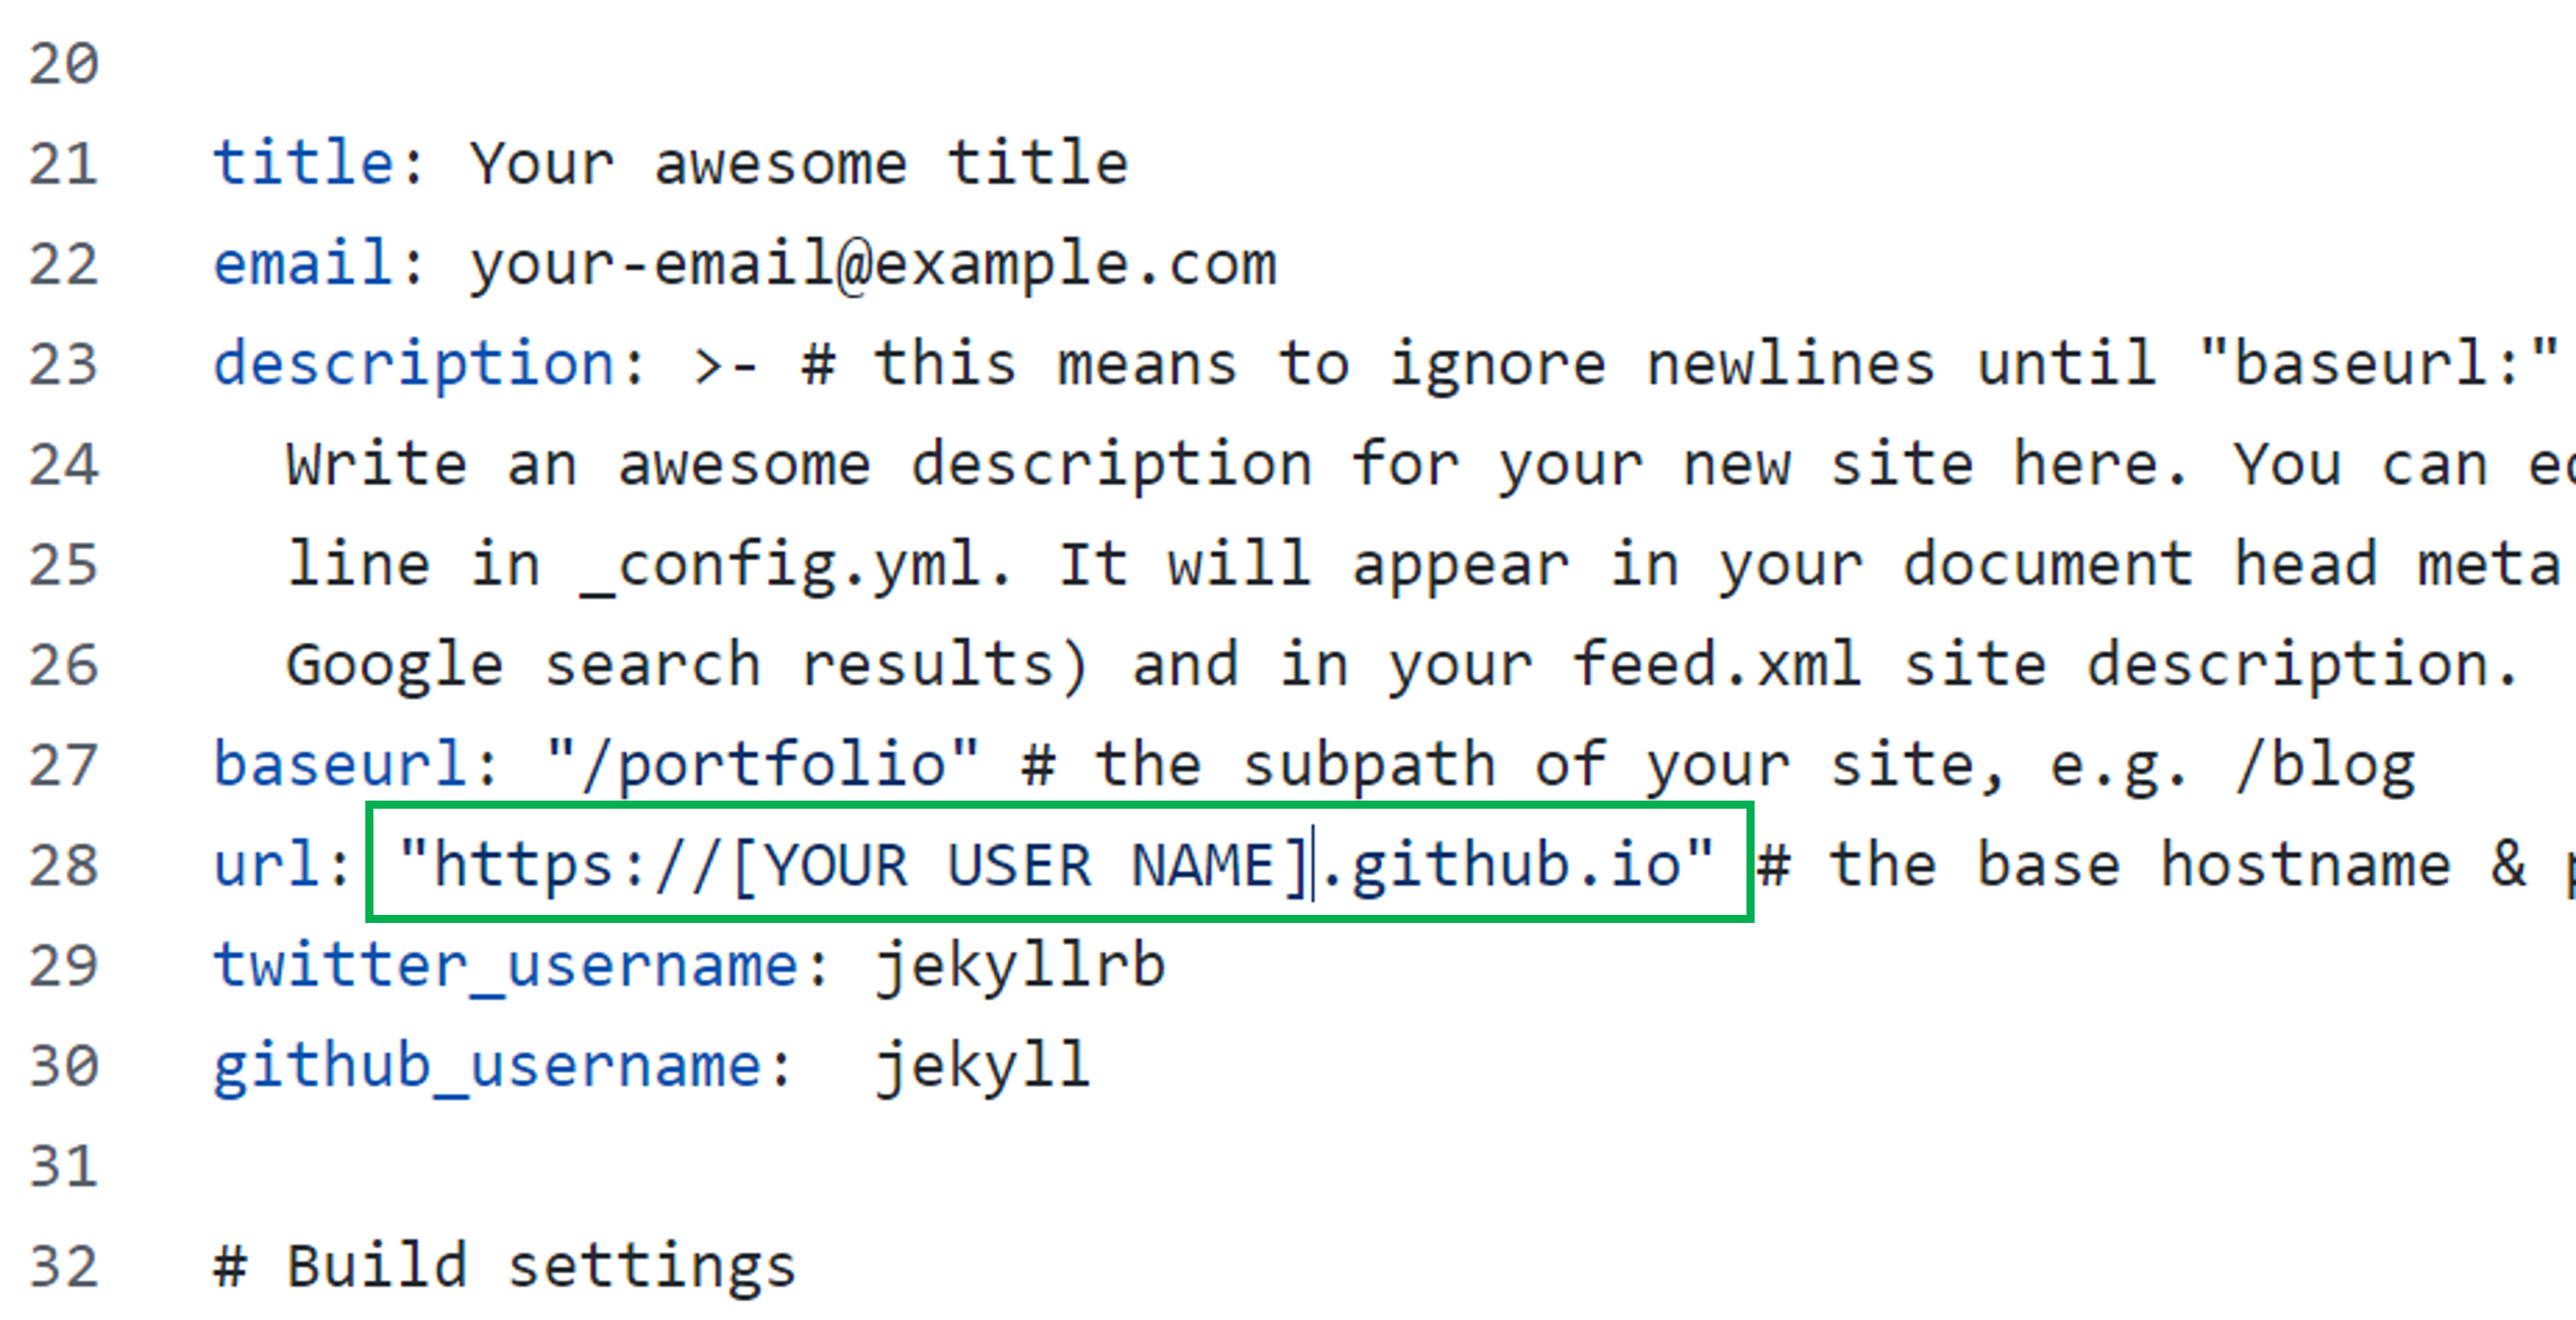 20
21 title: Your awesome title
22 email: your-email@example.com
23 description: >- # this means to ignore newlines until "baseurl:"
24 Write an awesome description for your new site here. You can
25 line in _config.yml. It will appear in your document head meta
26 Google search results) and in your feed.xml site description.
27 baseurl: "/portfolio" # the subpath of your site, e.g. /blog
28 url: "https://[YOUR USER NAME].github.io" # the base hostname &
29 twitter_username: jekyllrb
30 github_username:  jekyll
31
32 # Build settings